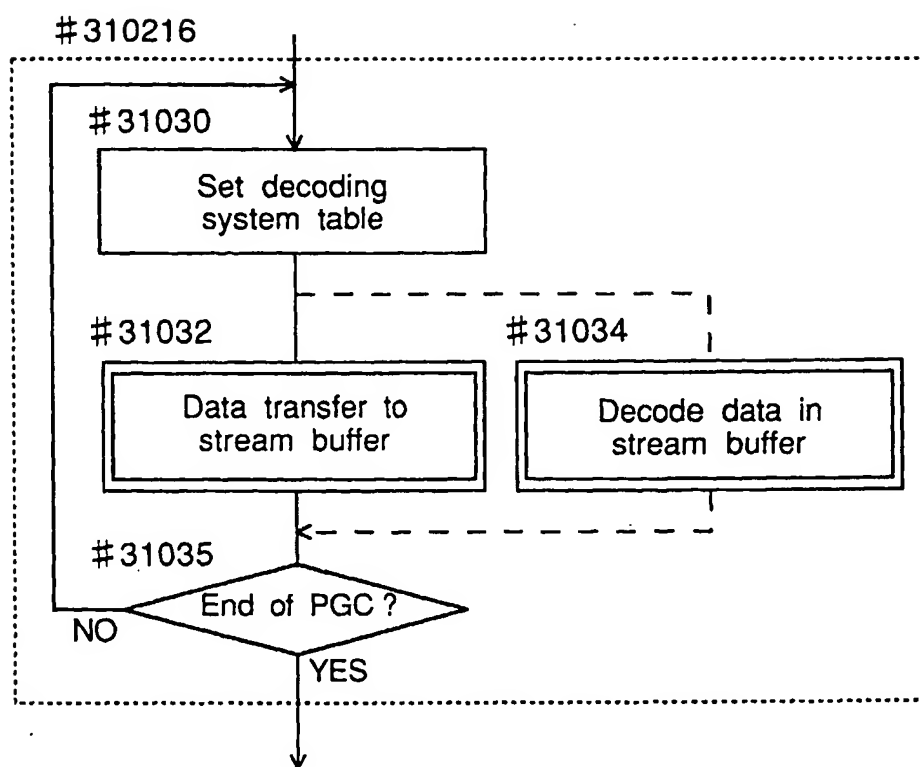 #310216
#31030
Set decoding
system table
#31032
#31034
Data transfer to
stream buffer
Decode data in
stream buffer
#31035
End of PGC ?
NO
YES